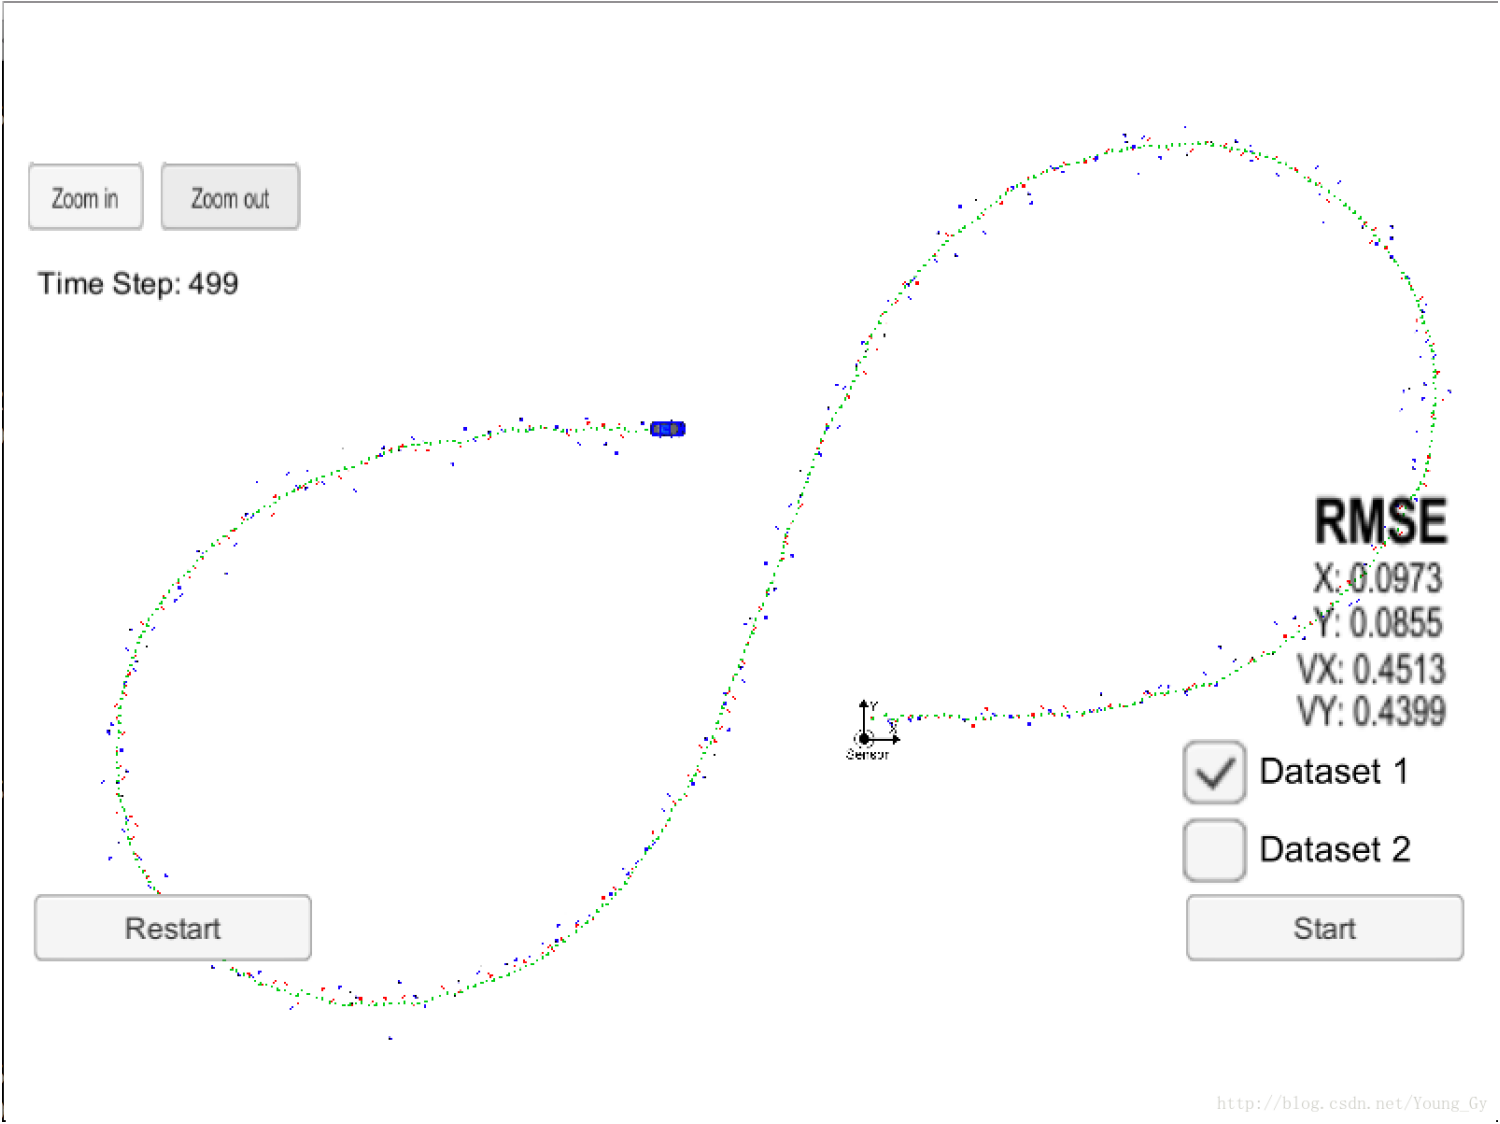 Zoom in
Zoom out
Time Step: 499
RMSE
X: 0.0973
Y: 0.0855
VX: 0.4513
VY: 0.4399
Y
X
Sensor
Dataset 1
Dataset 2
Restart
Start
http://blog.csdn.net/Young_Gy